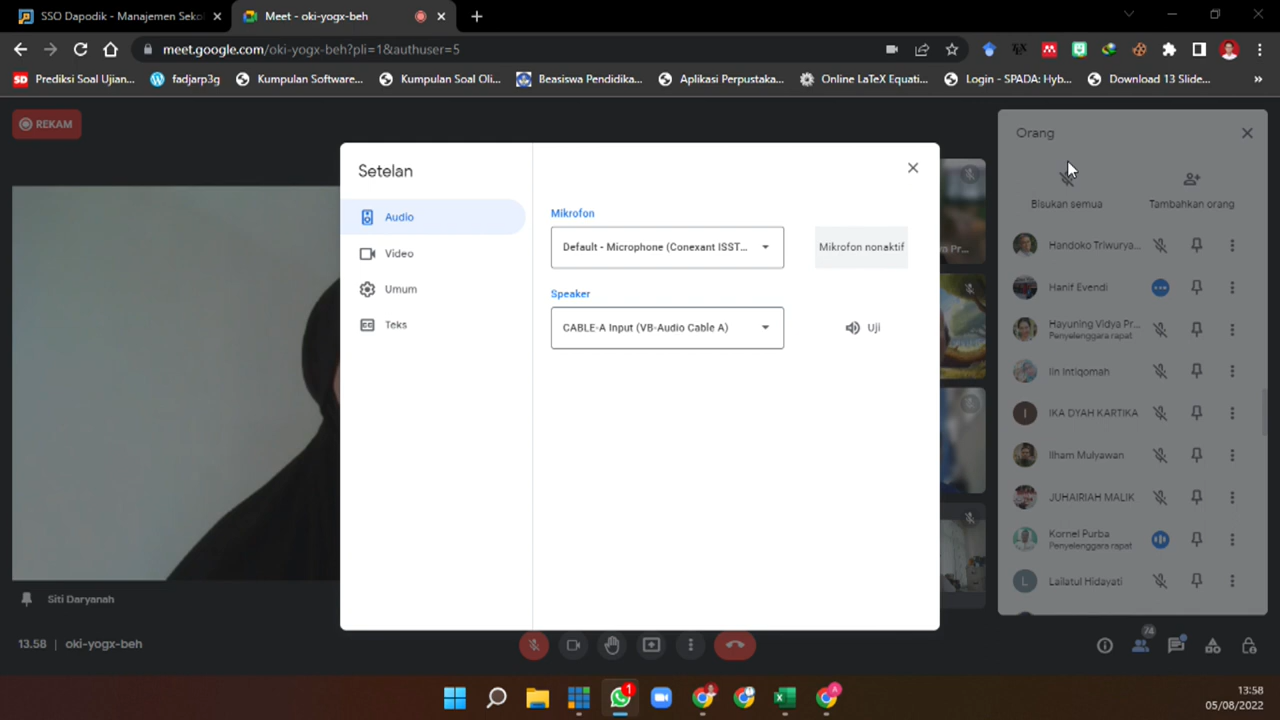 SSO Dapodik - Manajemen Seko
Meet - oki-yogx-beh
meet.google.com/oki-yogx-beh?pli=1&authuser=5
Prediksi Soal Ujian...
fadjarp3g
Kumpulan Software...
Kumpulan Soal Oli...
Beasiswa Pendidika...
Aplikasi Perpustaka...
Online LaTeX Equati...
Login - SPADA: Hyb...
Download 13 Slide...
REKAM
Setelan
Audio
Video
Umum
Teks
Mikrofon
Default - Microphone (Conexant ISST...
Mikrofon nonaktif
Speaker
CABLE-A Input (VB-Audio Cable A)
Uji
Orang
Bisukan semua
Tambahkan orang
Handoko Triwurya...
Hanif Evendi
Hayuning Vidya Pr...
Penyelenggara rapat
Iin Intiqomah
IKA DYAH KARTIKA
Ilham Mulyawan
JUHAIRIAH MALIK
Kornel Purba
Penyelenggara rapat
Lailatul Hidayati
Siti Daryanah
13.58 | oki-yogx-beh
74
1
13:58
05/08/2022